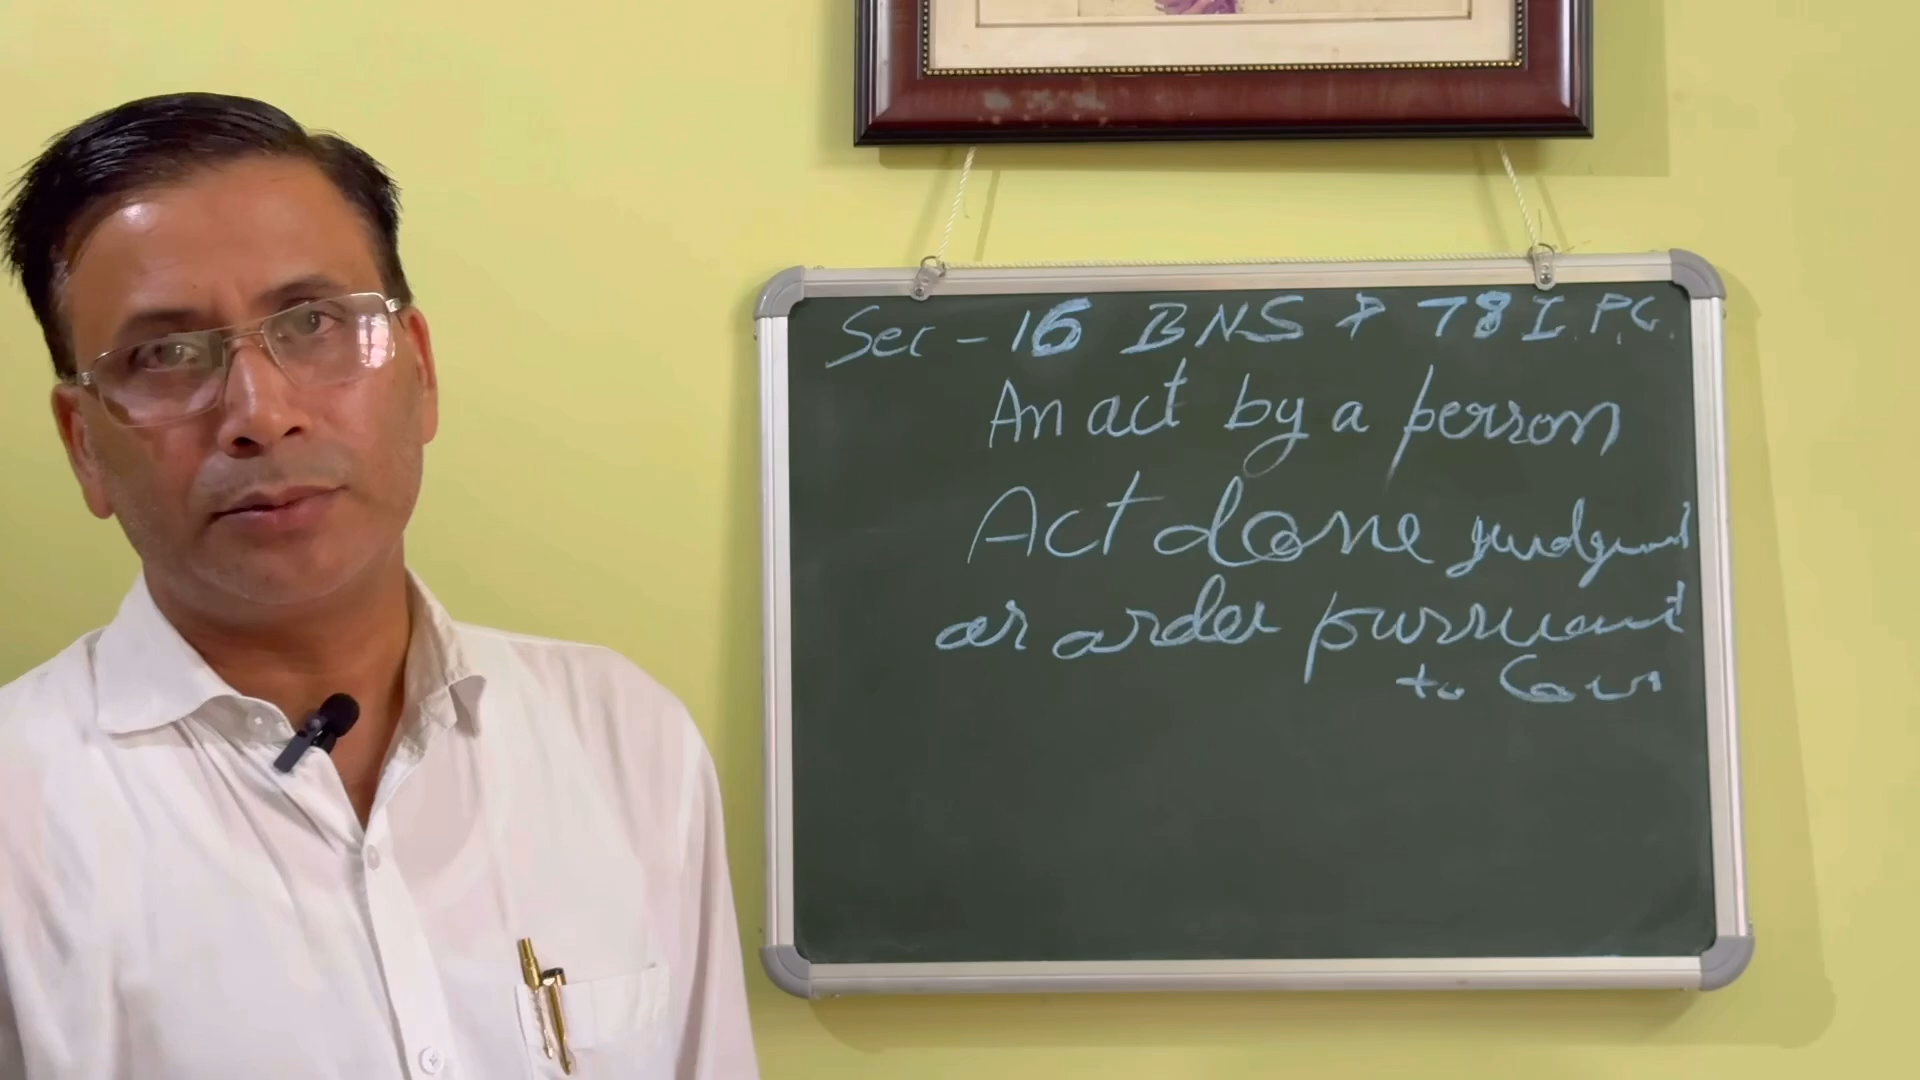 Sec - 16 BNS → 78 I.P.C.
An act by a person
Act done judgment
or order pursuant
to Court